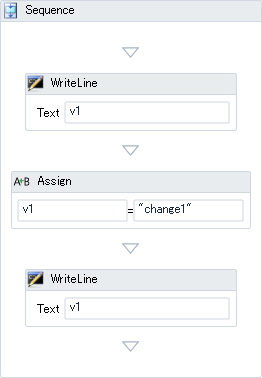 Sequence
WriteLine
Text v1
A+B Assign
v1 = "change1"
WriteLine
Text v1